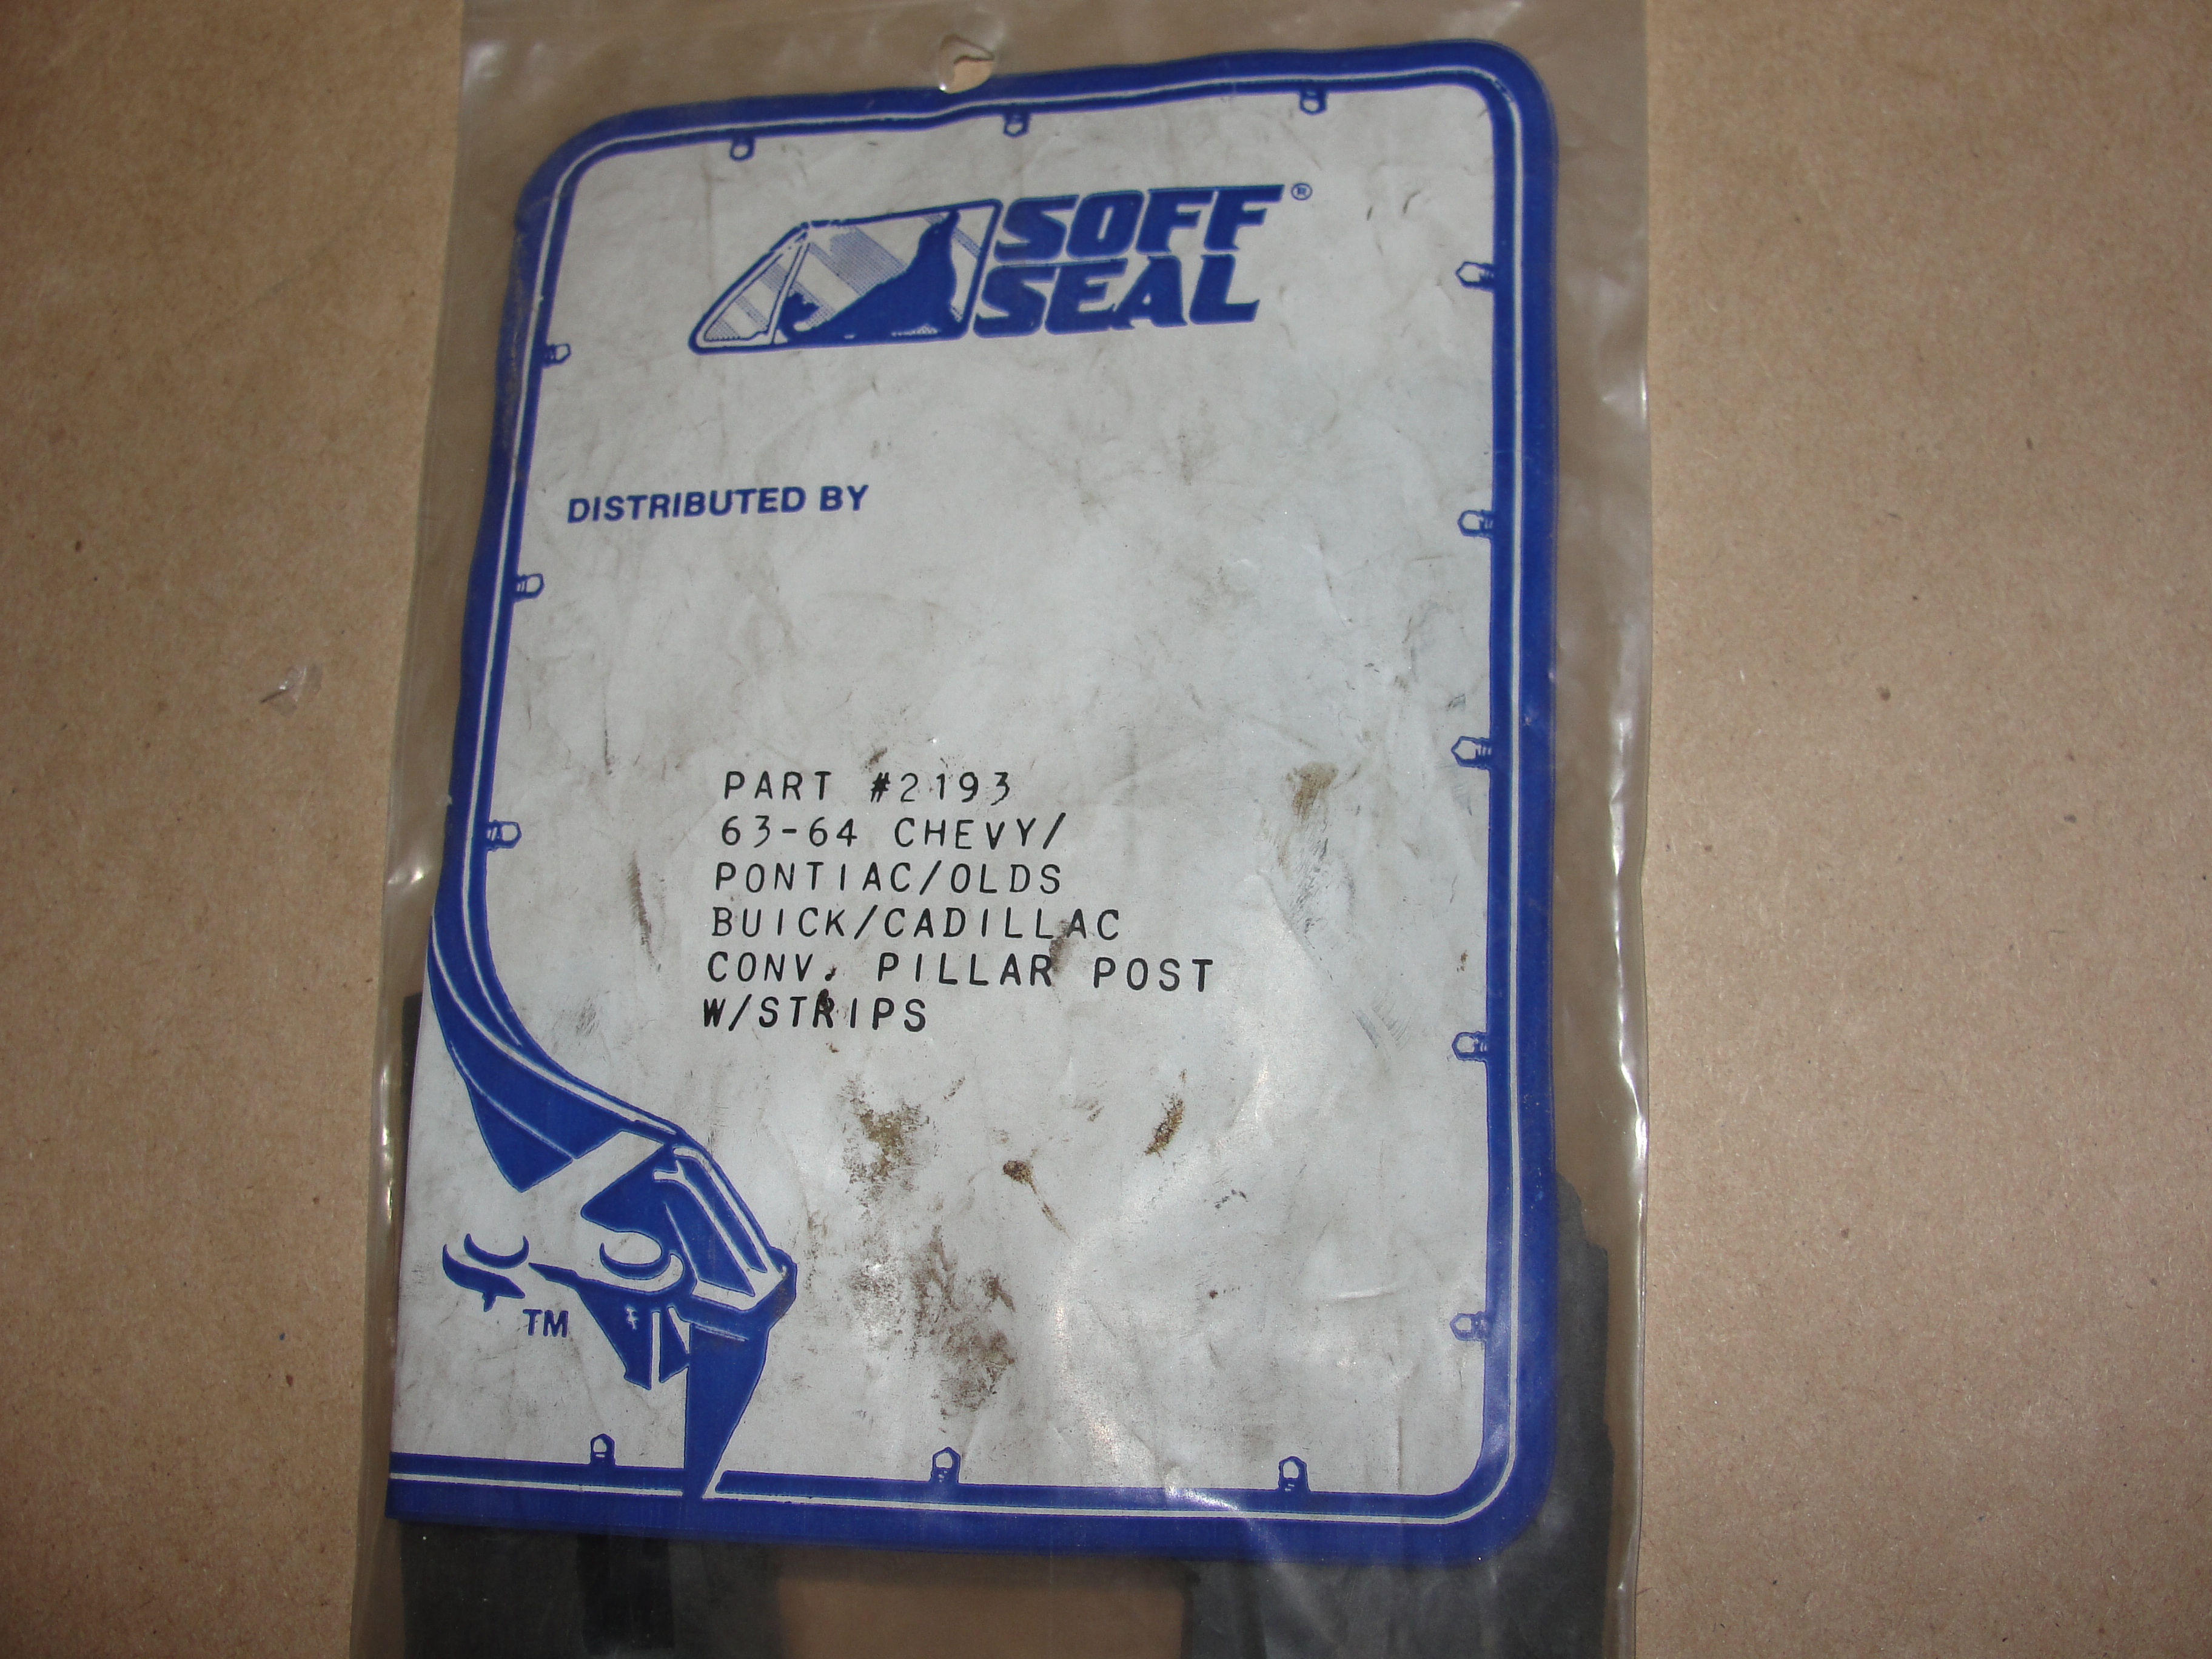 SOFF®
SEAL
DISTRIBUTED BY
PART #2193
63-64 CHEVY/
PONTIAC/OLDS
BUICK/CADILLAC
CONV. PILLAR POST
W/STRIPS
TM